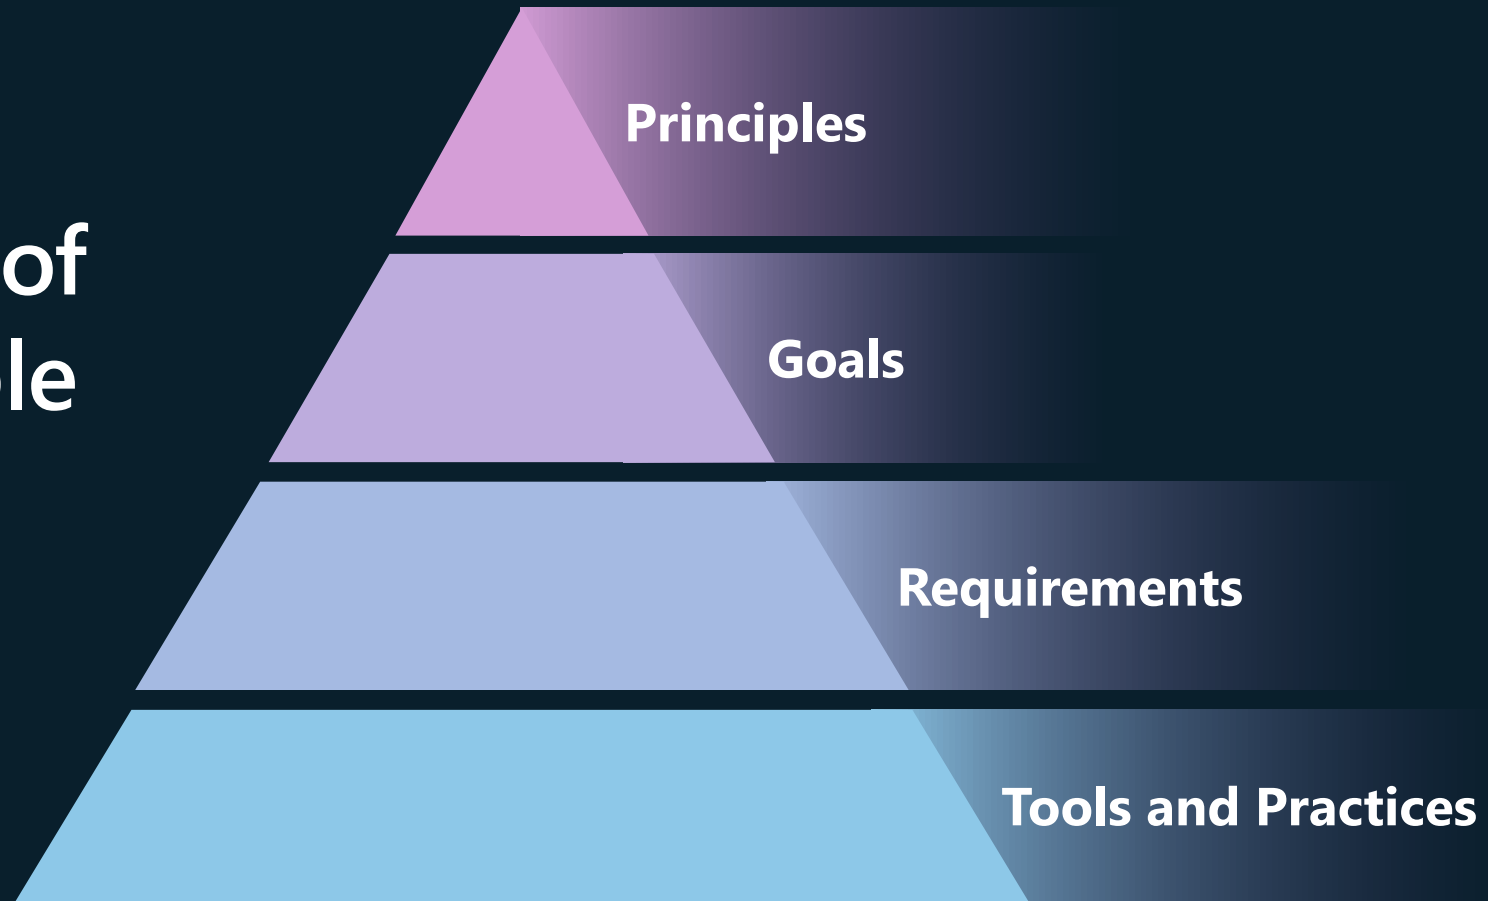 of
le
Principles
Goals
Requirements
Tools and Practices